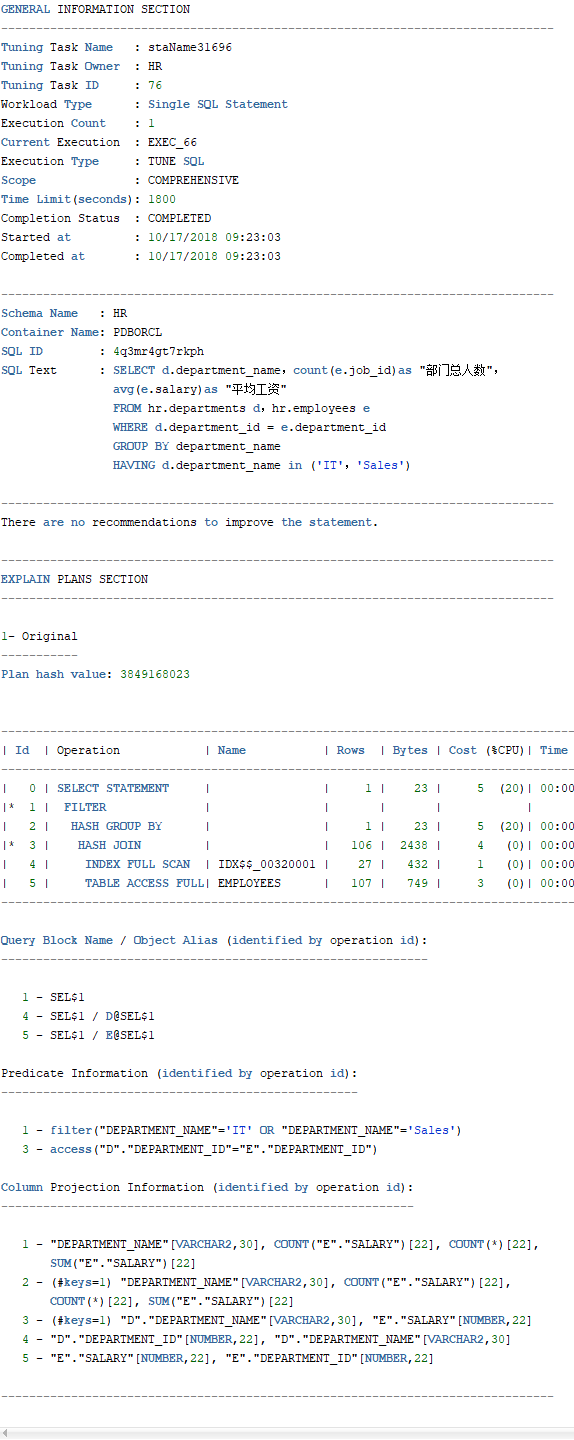 GENERAL INFORMATION SECTION
-------------------------------------------------------------------------------
Tuning Task Name   : staName31696
Tuning Task Owner  : HR
Tuning Task ID     : 76
Workload Type      : Single SQL Statement
Execution Count    : 1
Current Execution  : EXEC_66
Execution Type     : TUNE SQL
Scope              : COMPREHENSIVE
Time Limit(seconds): 1800
Completion Status  : COMPLETED
Started at         : 10/17/2018 09:23:03
Completed at       : 10/17/2018 09:23:03
-------------------------------------------------------------------------------
Schema Name   : HR
Container Name: PDBORCL
SQL ID        : 4q3mr4gt7rkph
SQL Text      : SELECT d.department_name，count(e.job_id)as "部门总人数"，
                avg(e.salary)as "平均工资"
                FROM hr.departments d，hr.employees e
                WHERE d.department_id = e.department_id
                GROUP BY department_name
                HAVING d.department_name in ('IT'，'Sales')
-------------------------------------------------------------------------------
There are no recommendations to improve the statement.
-------------------------------------------------------------------------------
EXPLAIN PLANS SECTION
-------------------------------------------------------------------------------
1- Original
-----------
Plan hash value: 3849168023
-------------------------------------------------------------------------------
| Id  | Operation            | Name           | Rows  | Bytes | Cost (%CPU)| Time
-------------------------------------------------------------------------------
|   0 | SELECT STATEMENT     |                |     1 |    23 |     5  (20)| 00:00
|*  1 |  FILTER              |                |       |       |            |
|   2 |   HASH GROUP BY      |                |     1 |    23 |     5  (20)| 00:00
|*  3 |    HASH JOIN         |                |   106 |  2438 |     4   (0)| 00:00
|   4 |     INDEX FULL SCAN  | IDX$$_00320001 |    27 |   432 |     1   (0)| 00:00
|   5 |     TABLE ACCESS FULL| EMPLOYEES      |   107 |   749 |     3   (0)| 00:00
-------------------------------------------------------------------------------
Query Block Name / Object Alias (identified by operation id):
-------------------------------------------------------------
   1 - SEL$1
   4 - SEL$1 / D@SEL$1
   5 - SEL$1 / E@SEL$1
Predicate Information (identified by operation id):
---------------------------------------------------
   1 - filter("DEPARTMENT_NAME"='IT' OR "DEPARTMENT_NAME"='Sales')
   3 - access("D"."DEPARTMENT_ID"="E"."DEPARTMENT_ID")
Column Projection Information (identified by operation id):
-----------------------------------------------------------
   1 - "DEPARTMENT_NAME"[VARCHAR2,30], COUNT("E"."SALARY")[22], COUNT(*)[22],
       SUM("E"."SALARY")[22]
   2 - (#keys=1) "DEPARTMENT_NAME"[VARCHAR2,30], COUNT("E"."SALARY")[22],
       COUNT(*)[22], SUM("E"."SALARY")[22]
   3 - (#keys=1) "D"."DEPARTMENT_NAME"[VARCHAR2,30], "E"."SALARY"[NUMBER,22]
   4 - "D"."DEPARTMENT_ID"[NUMBER,22], "D"."DEPARTMENT_NAME"[VARCHAR2,30]
   5 - "E"."SALARY"[NUMBER,22], "E"."DEPARTMENT_ID"[NUMBER,22]
-------------------------------------------------------------------------------